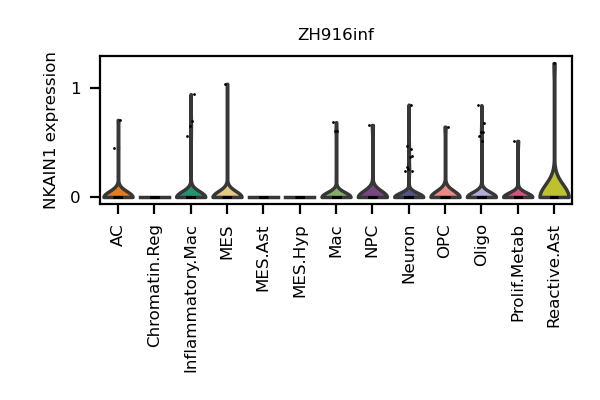 ZH916inf
NKAIN1 expression
1
0
AC
Chromatin.Reg
Inflammatory.Mac
MES
MES.Ast
MES.Hyp
Mac
NPC
Neuron
OPC
Oligo
Prolif.Metab
Reactive.Ast